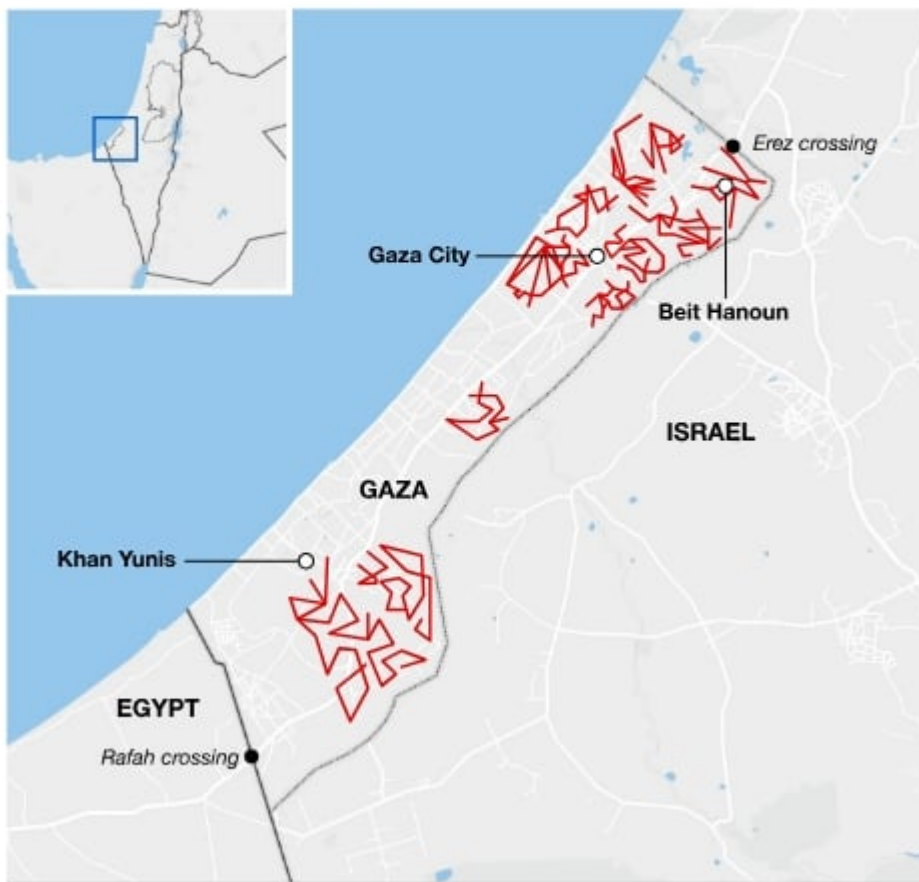 Erez crossing
Gaza City
Beit Hanoun
ISRAEL
GAZA
Khan Yunis
EGYPT
Rafah crossing